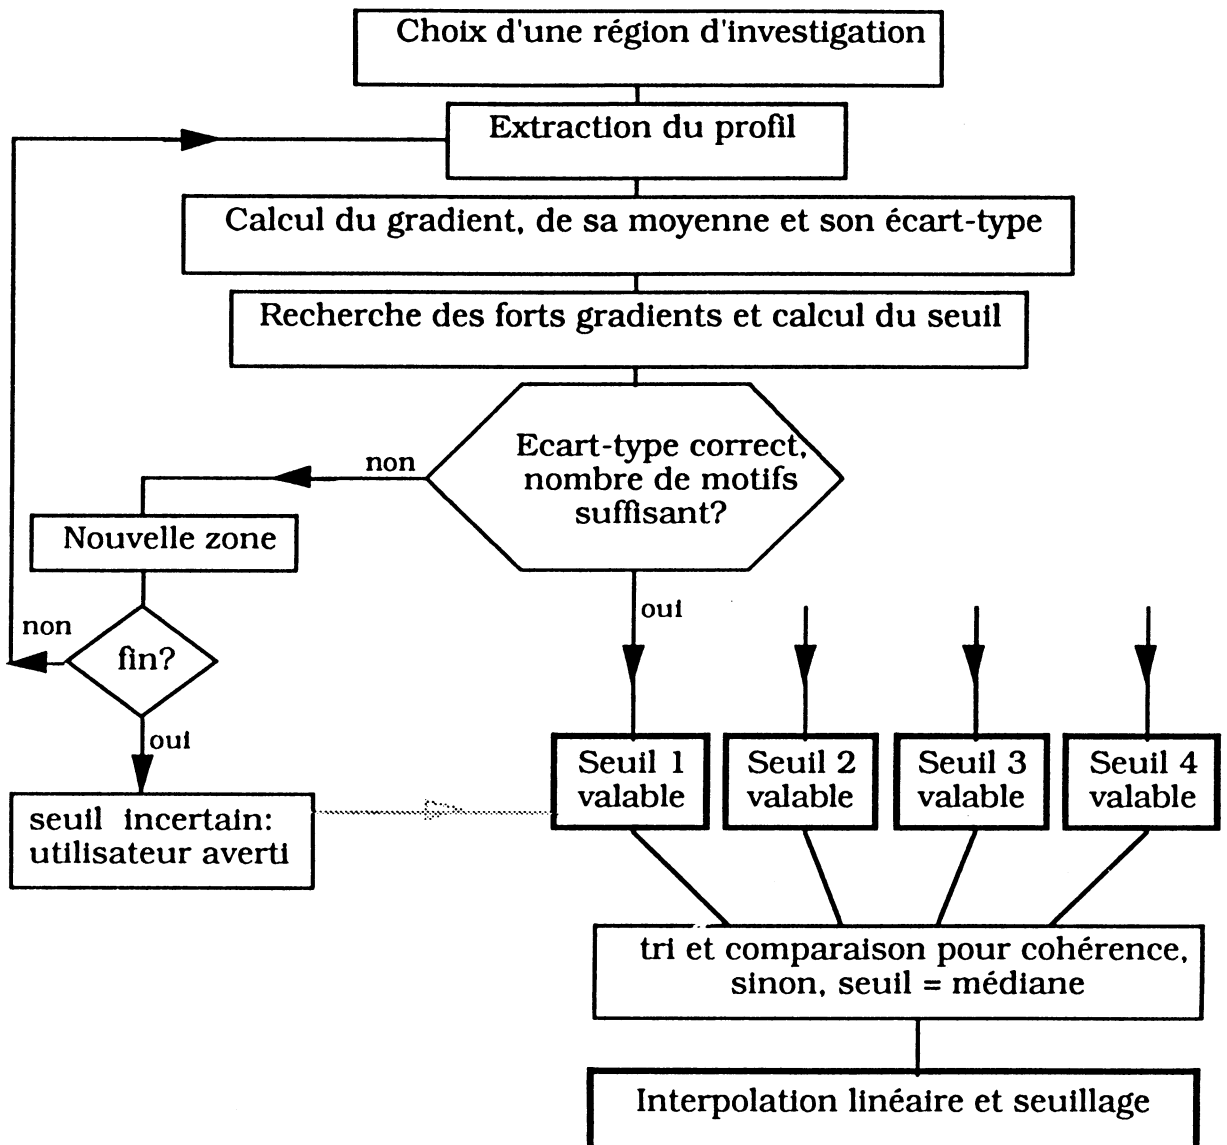 Choix d'une région d'investigation
Extraction du profil
Calcul du gradient, de sa moyenne et son écart-type
Recherche des forts gradients et calcul du seuil
Ecart-type correct,
nombre de motifs
suffisant?
non
Nouvelle zone
non
fin?
oui
oui
seuil incertain:
utilisateur averti
Seuil 1
valable
Seuil 2
valable
Seuil 3
valable
Seuil 4
valable
tri et comparaison pour cohérence,
sinon, seuil = médiane
Interpolation linéaire et seuillage